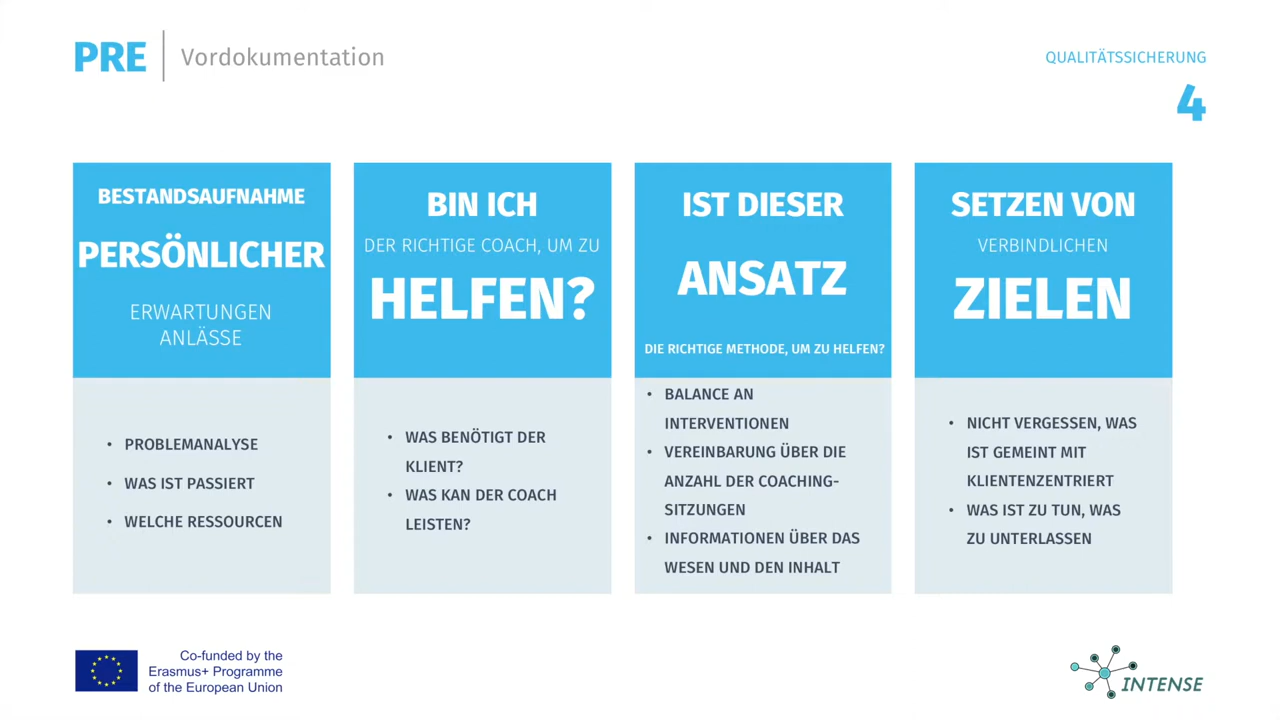 PRE
Vordokumentation
QUALITÄTSSICHERUNG
4
BESTANDSAUFNAHME
PERSÖNLICHER
ERWARTUNGEN
ANLÄSSE
• PROBLEMANALYSE
• WAS IST PASSIERT
• WELCHE RESSOURCEN
BIN ICH
DER RICHTIGE COACH, UM ZU
HELFEN?
• WAS BENÖTIGT DER
KLIENT?
• WAS KAN DER COACH
LEISTEN?
IST DIESER
ANSATZ
DIE RICHTIGE METHODE, UM ZU HELFEN?
• BALANCE AN
INTERVENTIONEN
• VEREINBARUNG ÜBER DIE
ANZAHL DER COACHING-
SITZUNGEN
• INFORMATIONEN ÜBER DAS
WESEN UND DEN INHALT
SETZEN VON
VERBINDLICHEN
ZIELEN
• NICHT VERGESSEN, WAS
IST GEMEINT MIT
KLIENTENZENTRIERT
• WAS IST ZU TUN, WAS
ZU UNTERLASSEN
Co-funded by the
Erasmus+ Programme
of the European Union
INTENSE